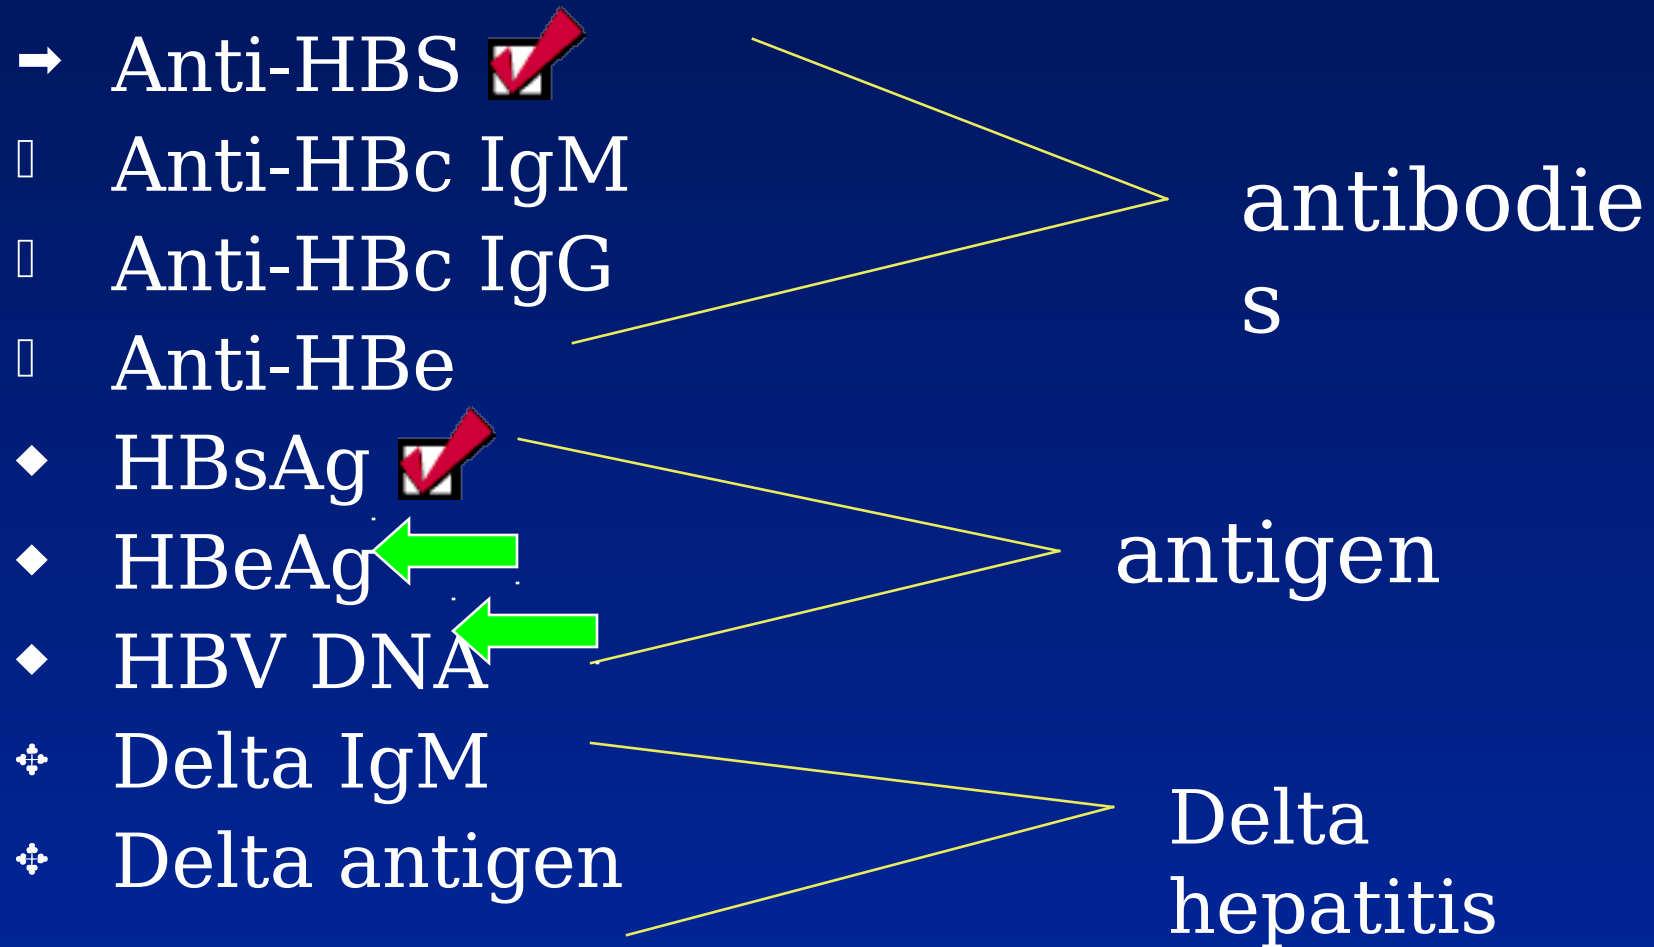 Anti-HBS
Anti-HBc IgM
Anti-HBc IgG
Anti-HBe
HBsAg
HBeAg
HBV DNA
Delta IgM
Delta antigen
antibodie
s
antigen
Delta
hepatitis